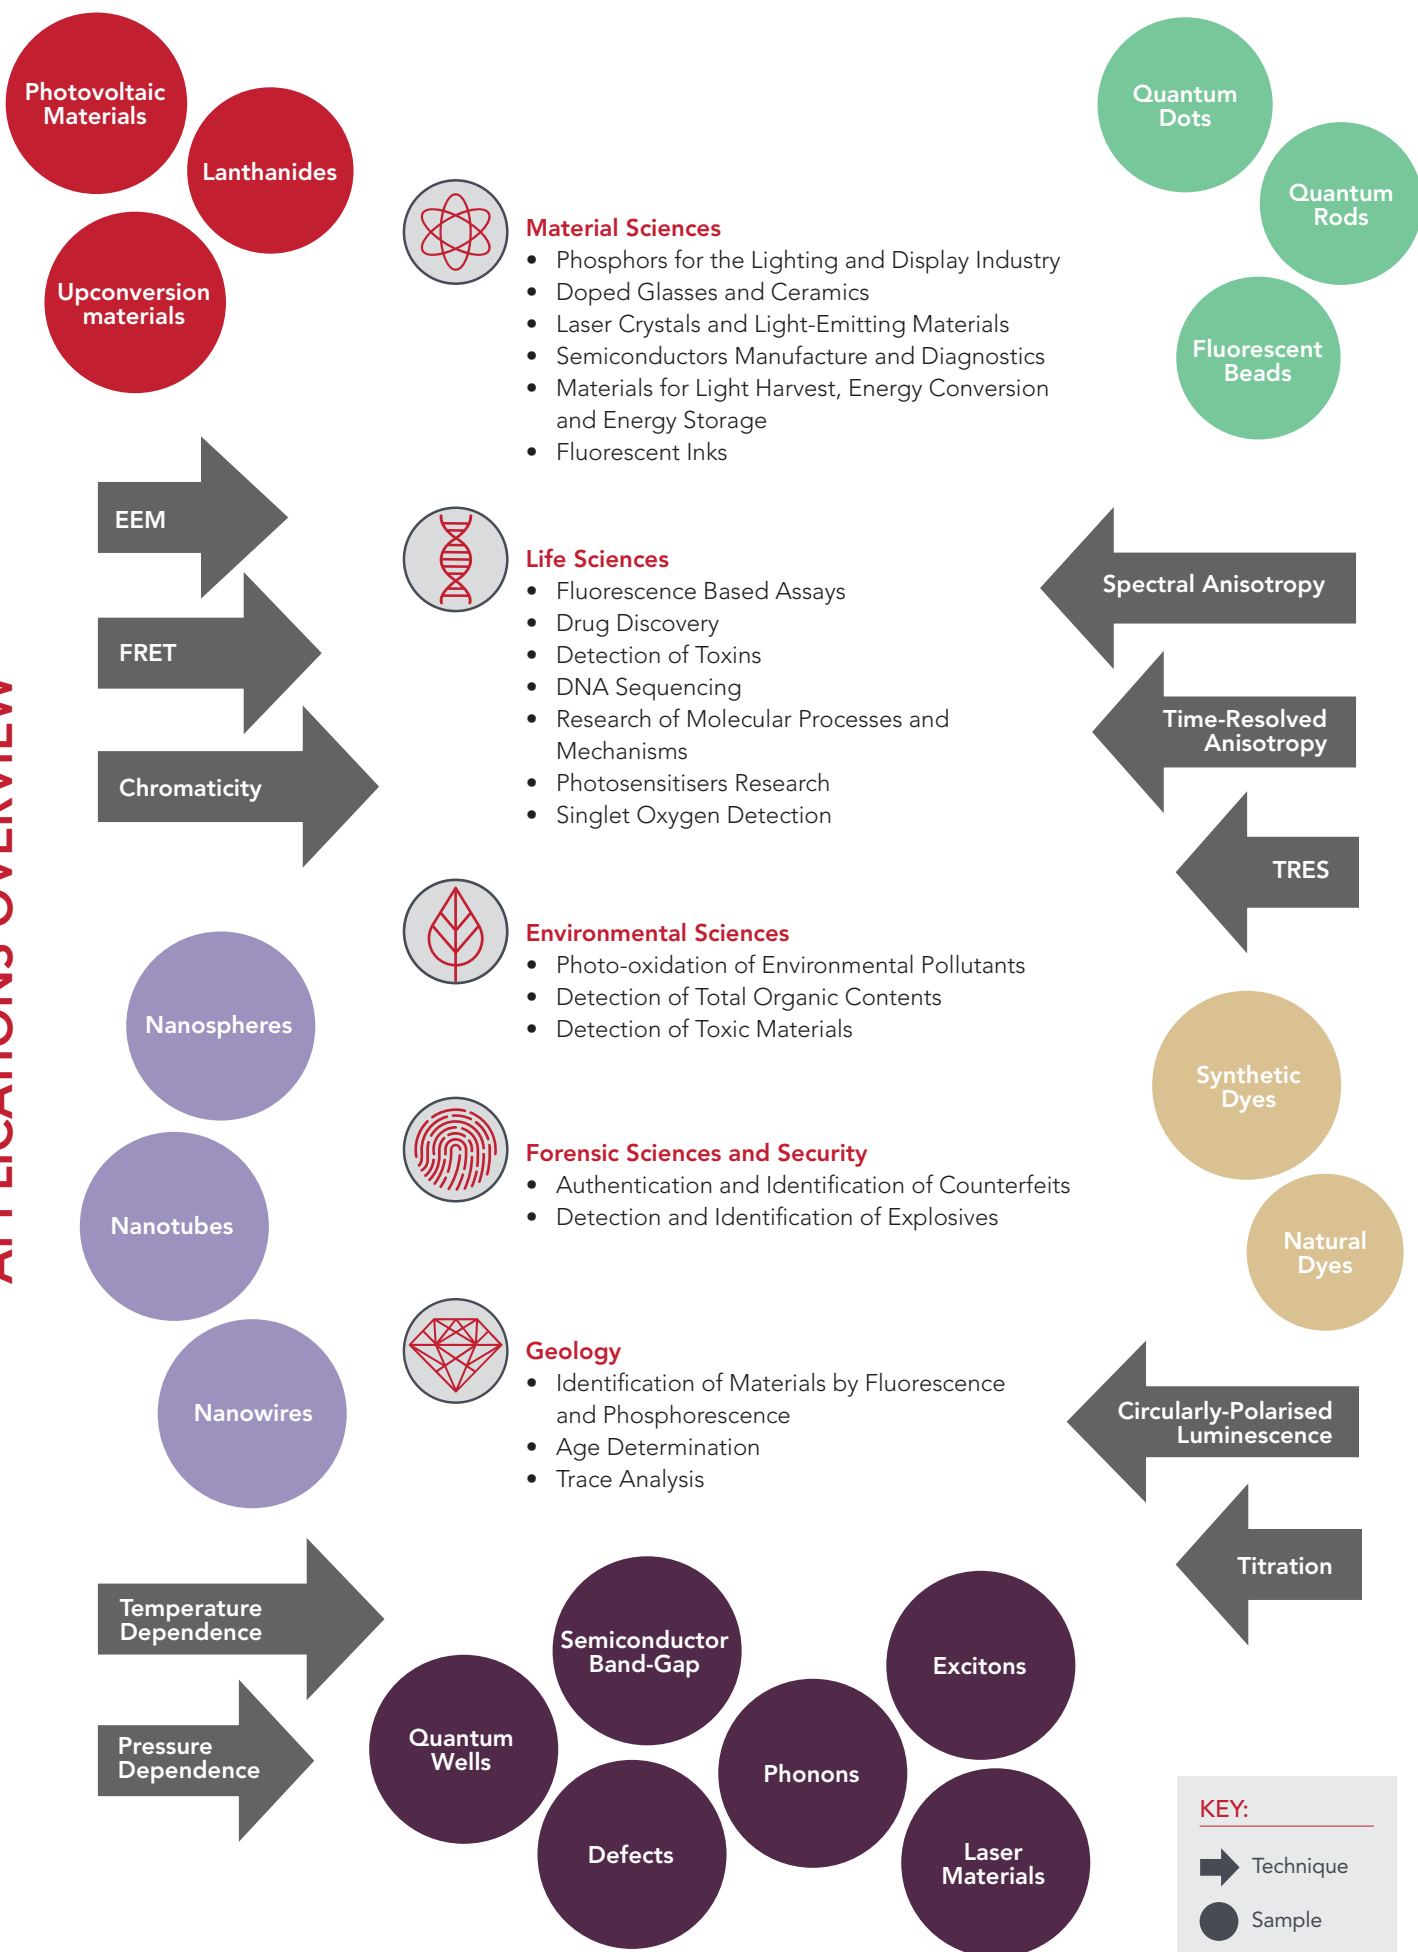 APPLICATIONS OVERVIEW
Photovoltaic
Materials
Lanthanides
Upconversion
materials
Quantum
Dots
Quantum
Rods
Fluorescent
Beads
Material Sciences
• Phosphors for the Lighting and Display Industry
• Doped Glasses and Ceramics
• Laser Crystals and Light-Emitting Materials
• Semiconductors Manufacture and Diagnostics
• Materials for Light Harvest, Energy Conversion
and Energy Storage
• Fluorescent Inks
EEM
FRET
Chromaticity
Life Sciences
• Fluorescence Based Assays
• Drug Discovery
• Detection of Toxins
• DNA Sequencing
• Research of Molecular Processes and
Mechanisms
• Photosensitisers Research
• Singlet Oxygen Detection
Spectral Anisotropy
Time-Resolved
Anisotropy
TRES
Environmental Sciences
• Photo-oxidation of Environmental Pollutants
• Detection of Total Organic Contents
• Detection of Toxic Materials
Nanospheres
Nanotubes
Nanowires
Synthetic
Dyes
Natural
Dyes
Forensic Sciences and Security
• Authentication and Identification of Counterfeits
• Detection and Identification of Explosives
Geology
• Identification of Materials by Fluorescence
and Phosphorescence
• Age Determination
• Trace Analysis
Circularly-Polarised
Luminescence
Titration
Temperature
Dependence
Pressure
Dependence
Semiconductor
Band-Gap
Excitons
Quantum
Wells
Phonons
Defects
Laser
Materials
KEY:
Technique
Sample